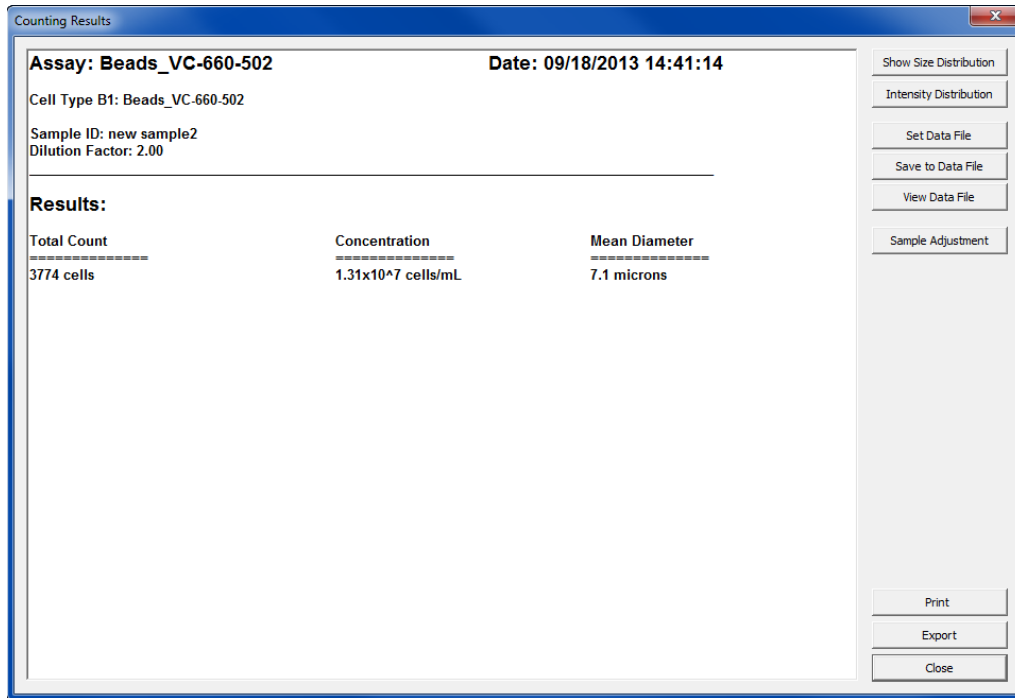 Counting Results
Assay: Beads_VC-660-502 Date: 09/18/2013 14:41:14
Cell Type B1: Beads_VC-660-502
Sample ID: new sample2
Dilution Factor: 2.00
Results:
Total Count Concentration Mean Diameter
============== ============== ==============
3774 cells 1.31x10^7 cells/mL 7.1 microns
Show Size Distribution
Intensity Distribution
Set Data File
Save to Data File
View Data File
Sample Adjustment
Print
Export
Close